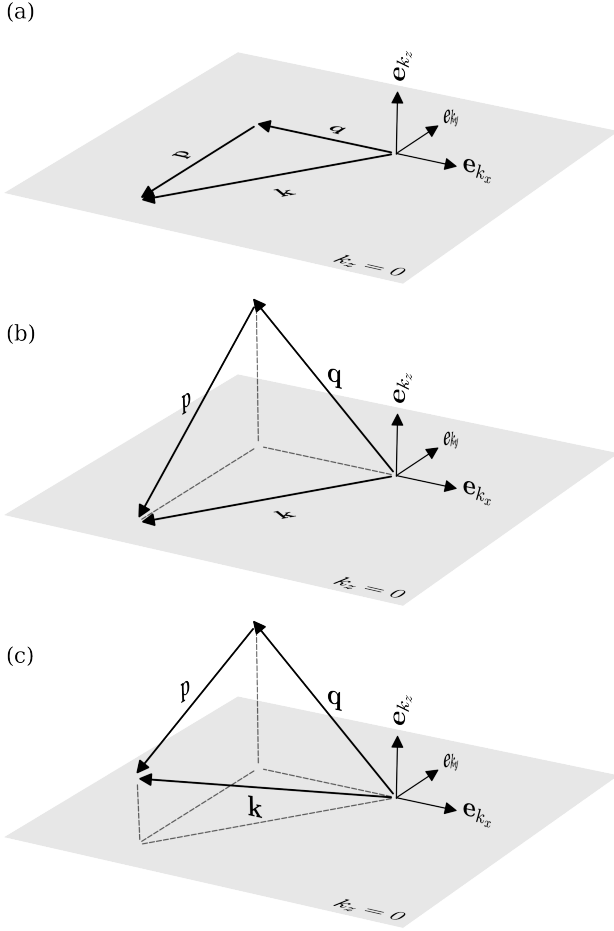 (a)
e_{k_z}
e_{k_y}
q
p
e_{k_x}
k
k_z = 0
(b)
e_{k_z}
q
p
e_{k_y}
e_{k_x}
k
k_z = 0
(c)
p
q
e_{k_z}
e_{k_y}
k
e_{k_x}
k_z = 0